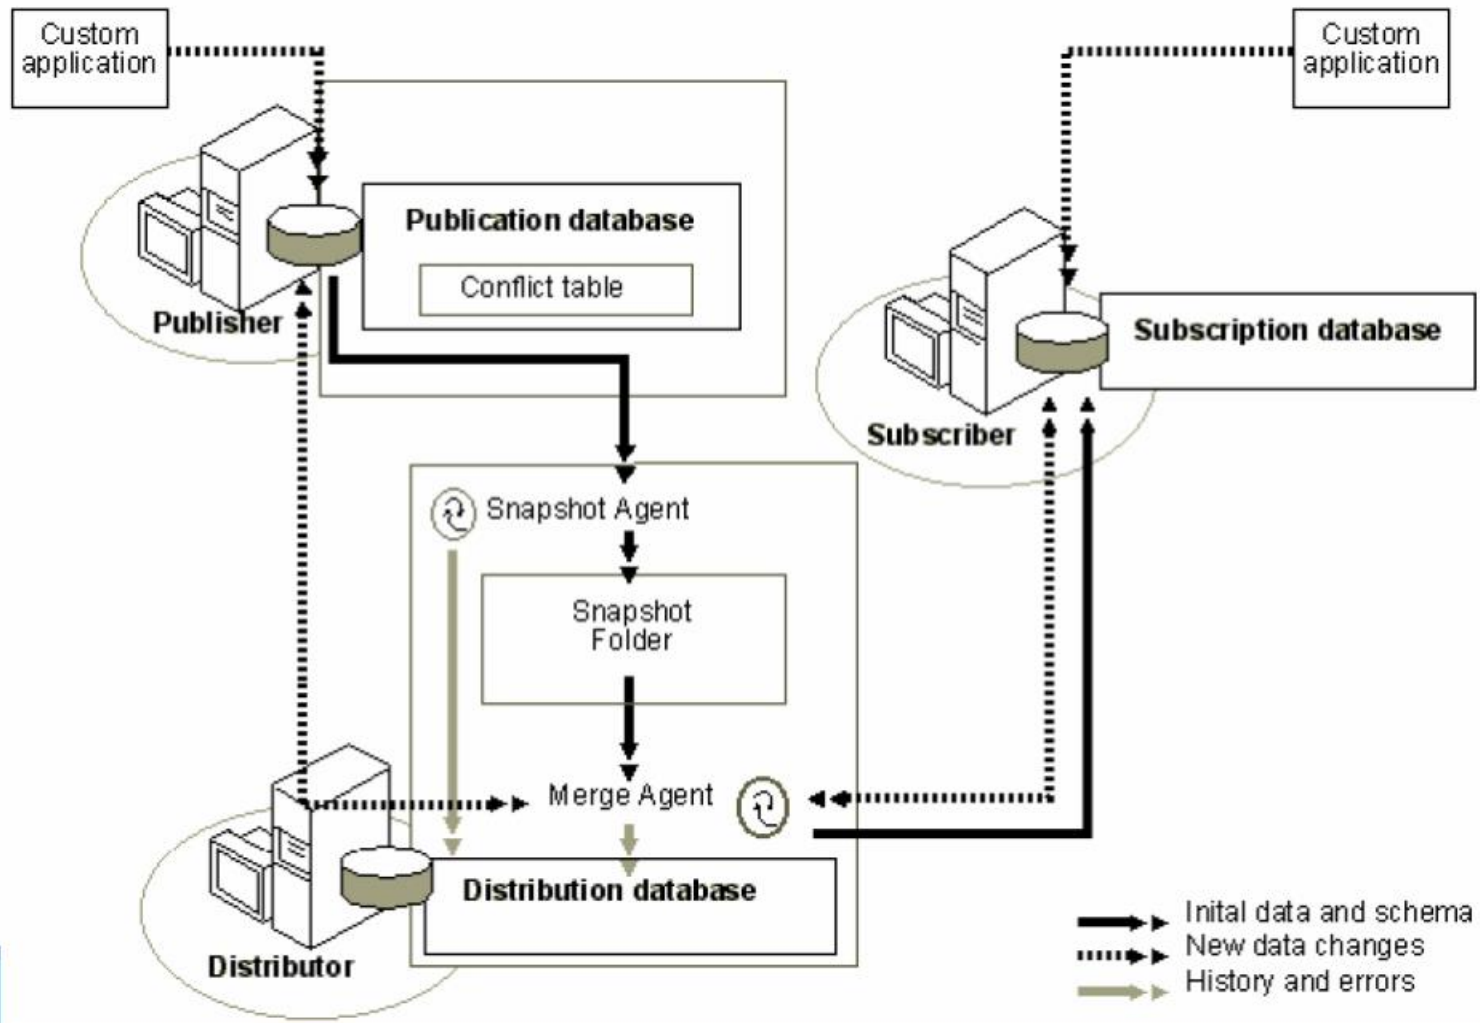 Custom
application
Custom
application
Publication database
Conflict table
Publisher
Subscription database
Subscriber
Snapshot Agent
Snapshot
Folder
Merge Agent
Distribution database
Distributor
Inital data and schema
New data changes
History and errors